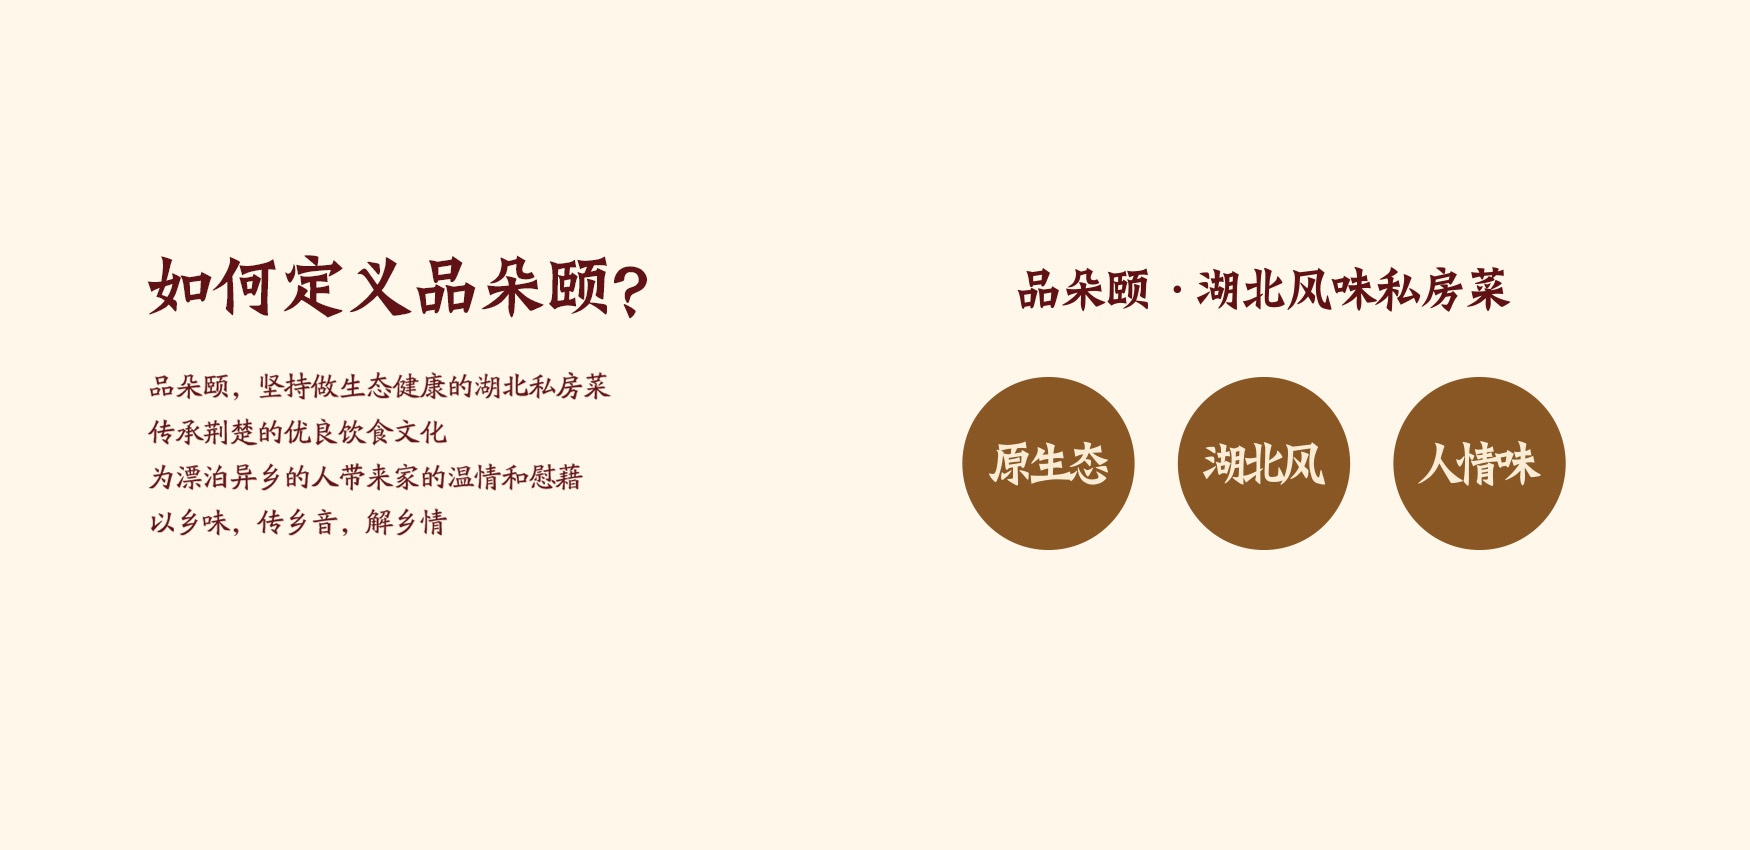 如何定义品朵颐?
品朵颐，坚持做生态健康的湖北私房菜
传承荆楚的优良饮食文化
为漂泊异乡的人带来家的温情和慰藉
以乡味，传乡音，解乡情
品朵颐 · 湖北风味私房菜
原生态
湖北风
人情味